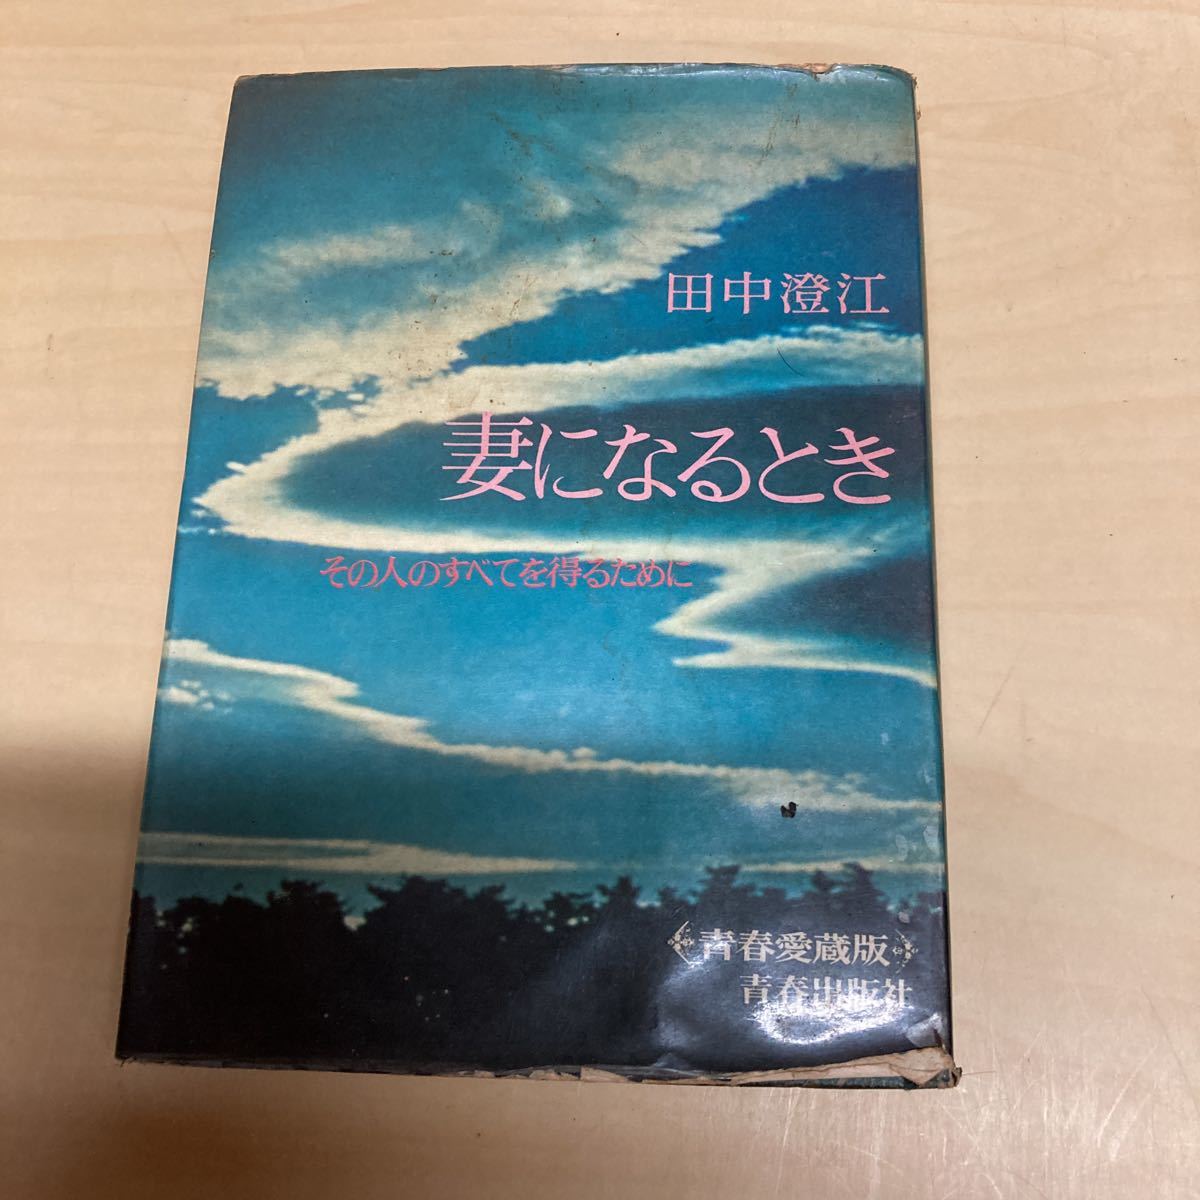 田中澄江
妻になるとき
その人のすべてを得るために
青春愛蔵版
青春出版社